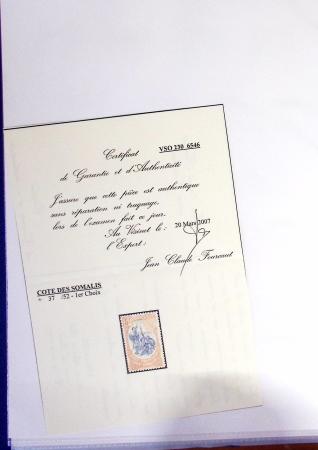 Certificat VSO 230 6546
de Garantie et d'Authenticité
J'assure que cette pièce est authentique
sans réparation ni truquage,
lors de l'examen fait ce jour.
Au Vésinet le : 20 Mars 2007
l'Expert :
Jean Claude Fourcaut
COTE DES SOMALIS
37 /52 - 1er Choix